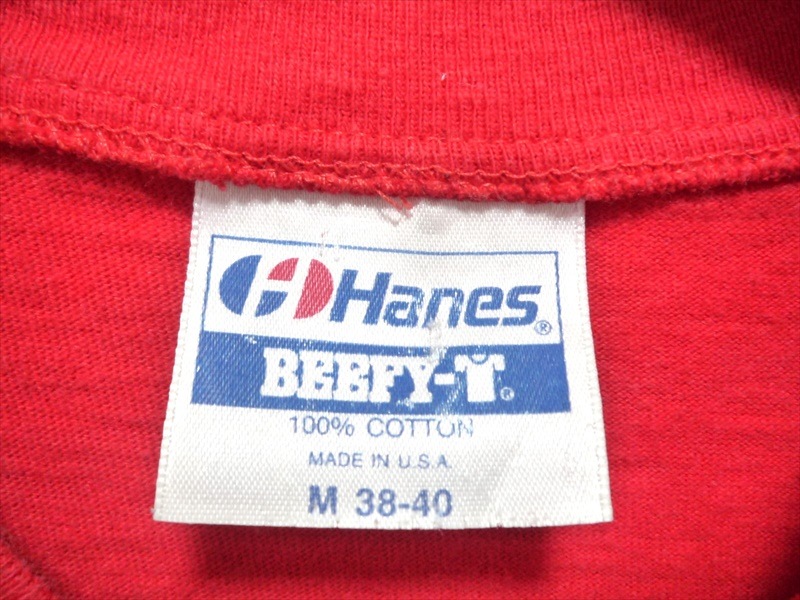 Hanes®
BEEFY-T®
100% COTTON
MADE IN U.S.A.
M 38-40